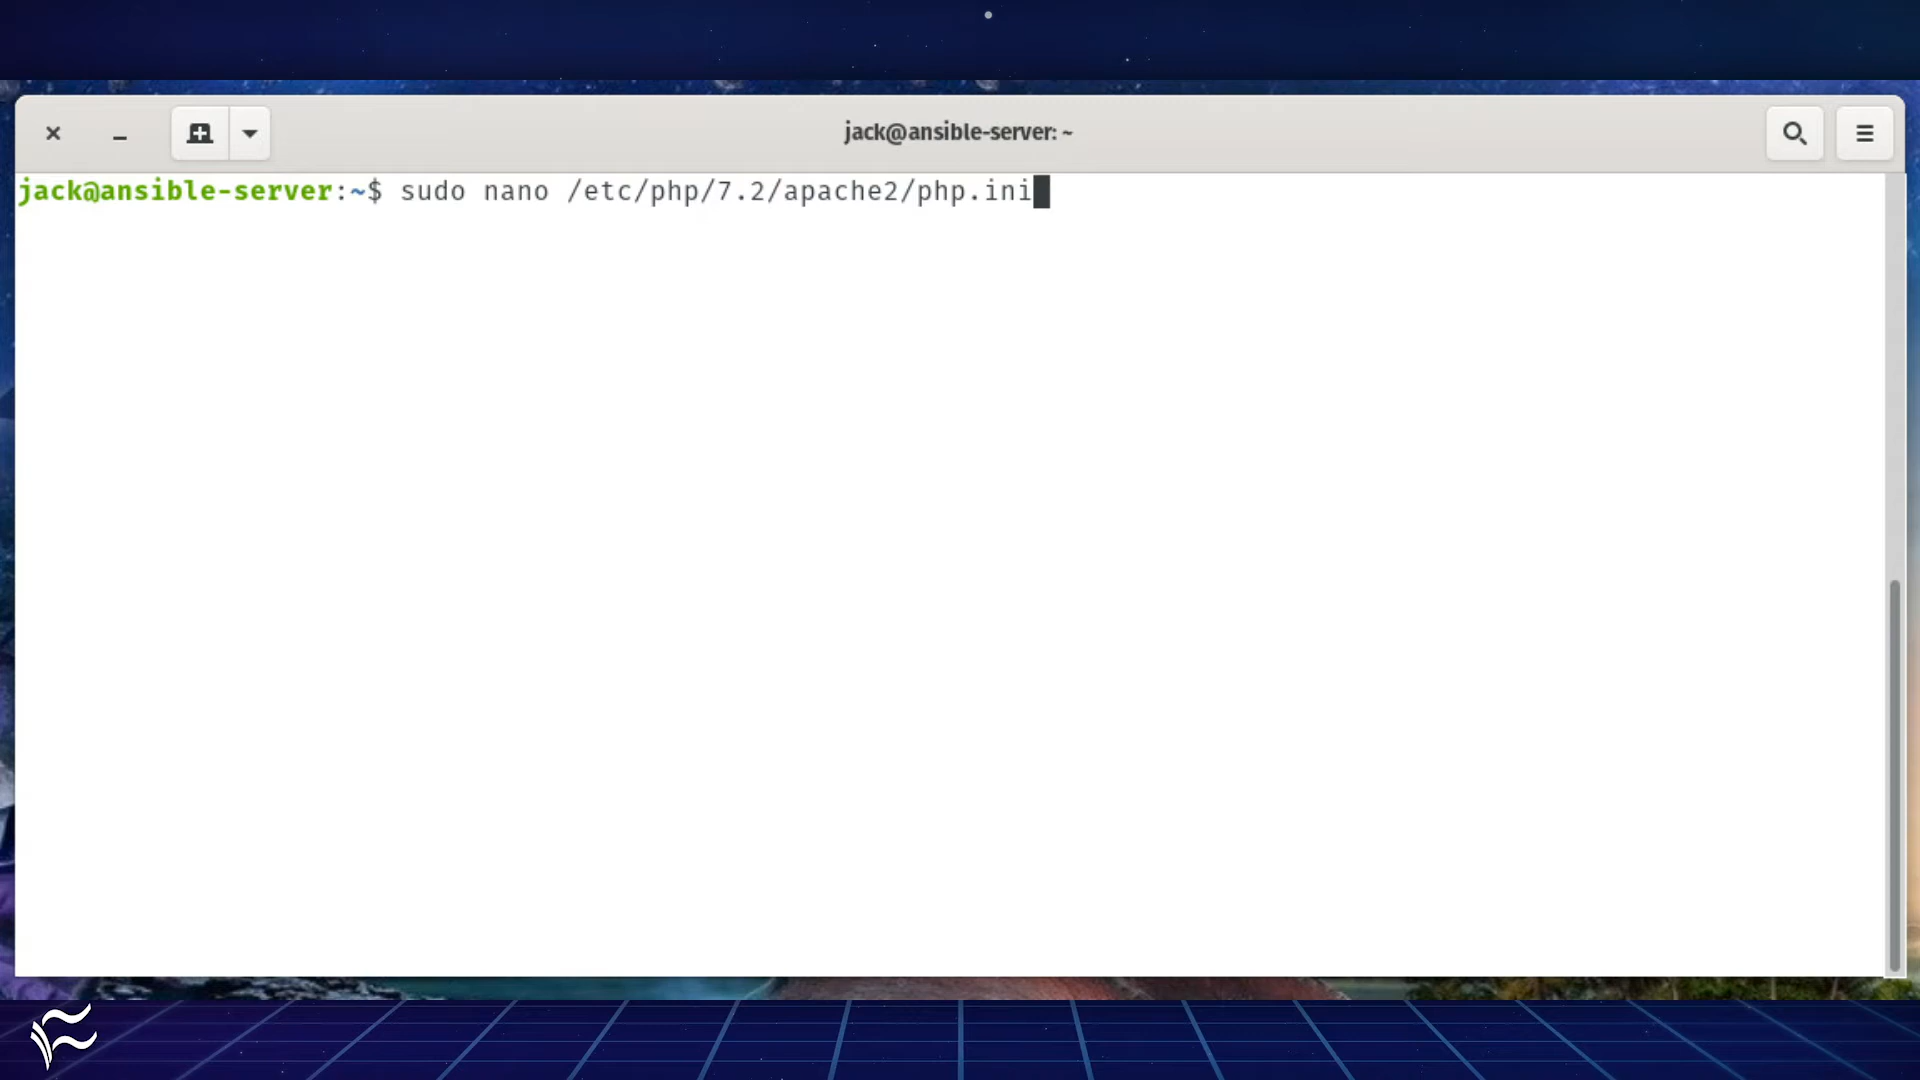 jack@ansible-server: ~
jack@ansible-server:~$ sudo nano /etc/php/7.2/apache2/php.ini